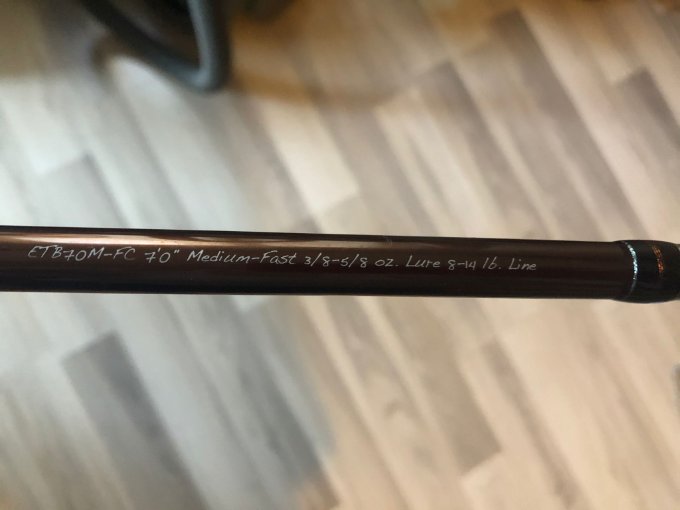 ETB70M-FC 7'0" Medium-Fast 3/8-5/8 oz. Lure 8-14 lb. Line